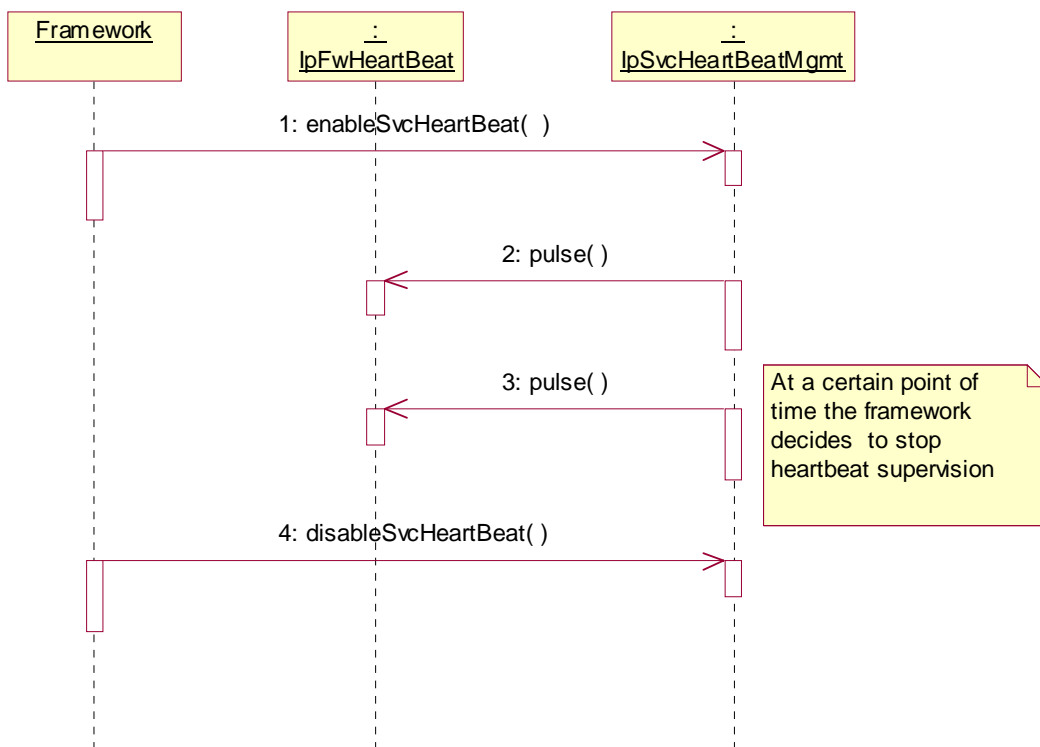 Framework
:
IpFwHeartBeat
:
IpSvcHeartBeatMgmt
1: enableSvcHeartBeat( )
2: pulse( )
3: pulse( )
At a certain point of
time the framework
decides to stop
heartbeat supervision
4: disableSvcHeartBeat( )